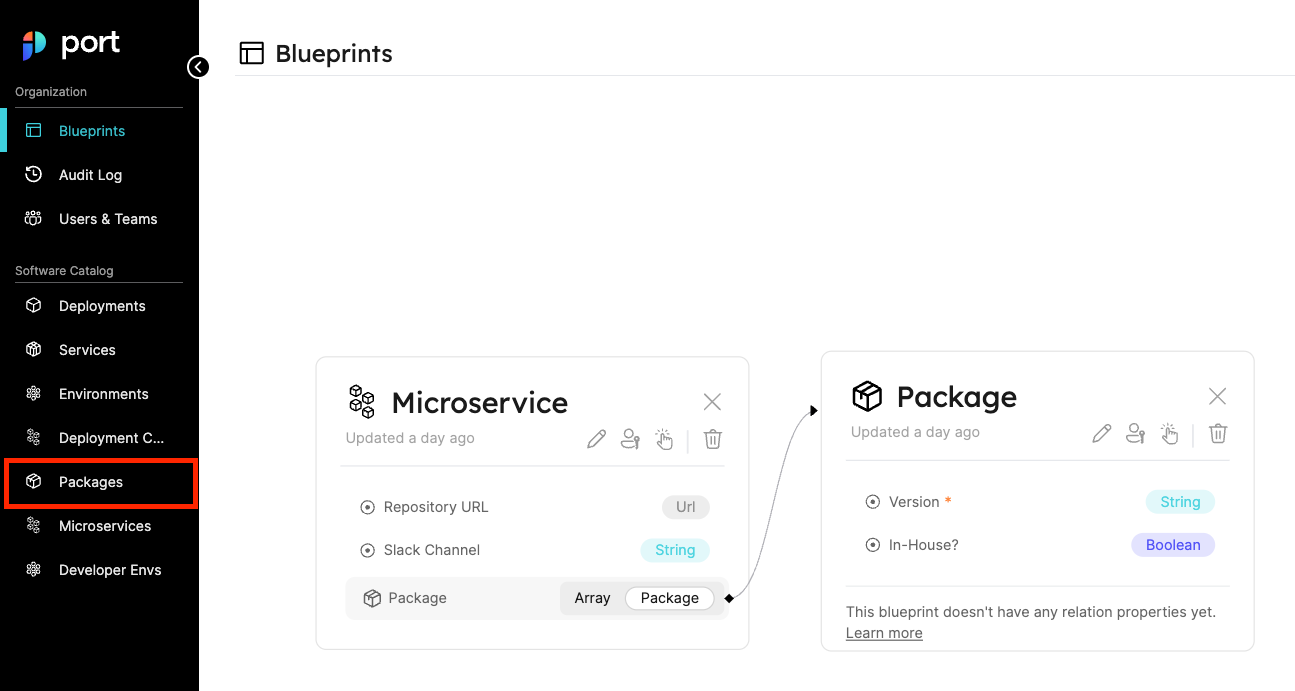 port
Organization
Blueprints
Audit Log
Users & Teams
Software Catalog
Deployments
Services
Environments
Deployment C...
Packages
Microservices
Developer Envs
Blueprints
Microservice
Updated a day ago
Repository URL Url
Slack Channel String
Package Array Package
Package
Updated a day ago
Version * String
In-House? Boolean
This blueprint doesn't have any relation properties yet.
Learn more